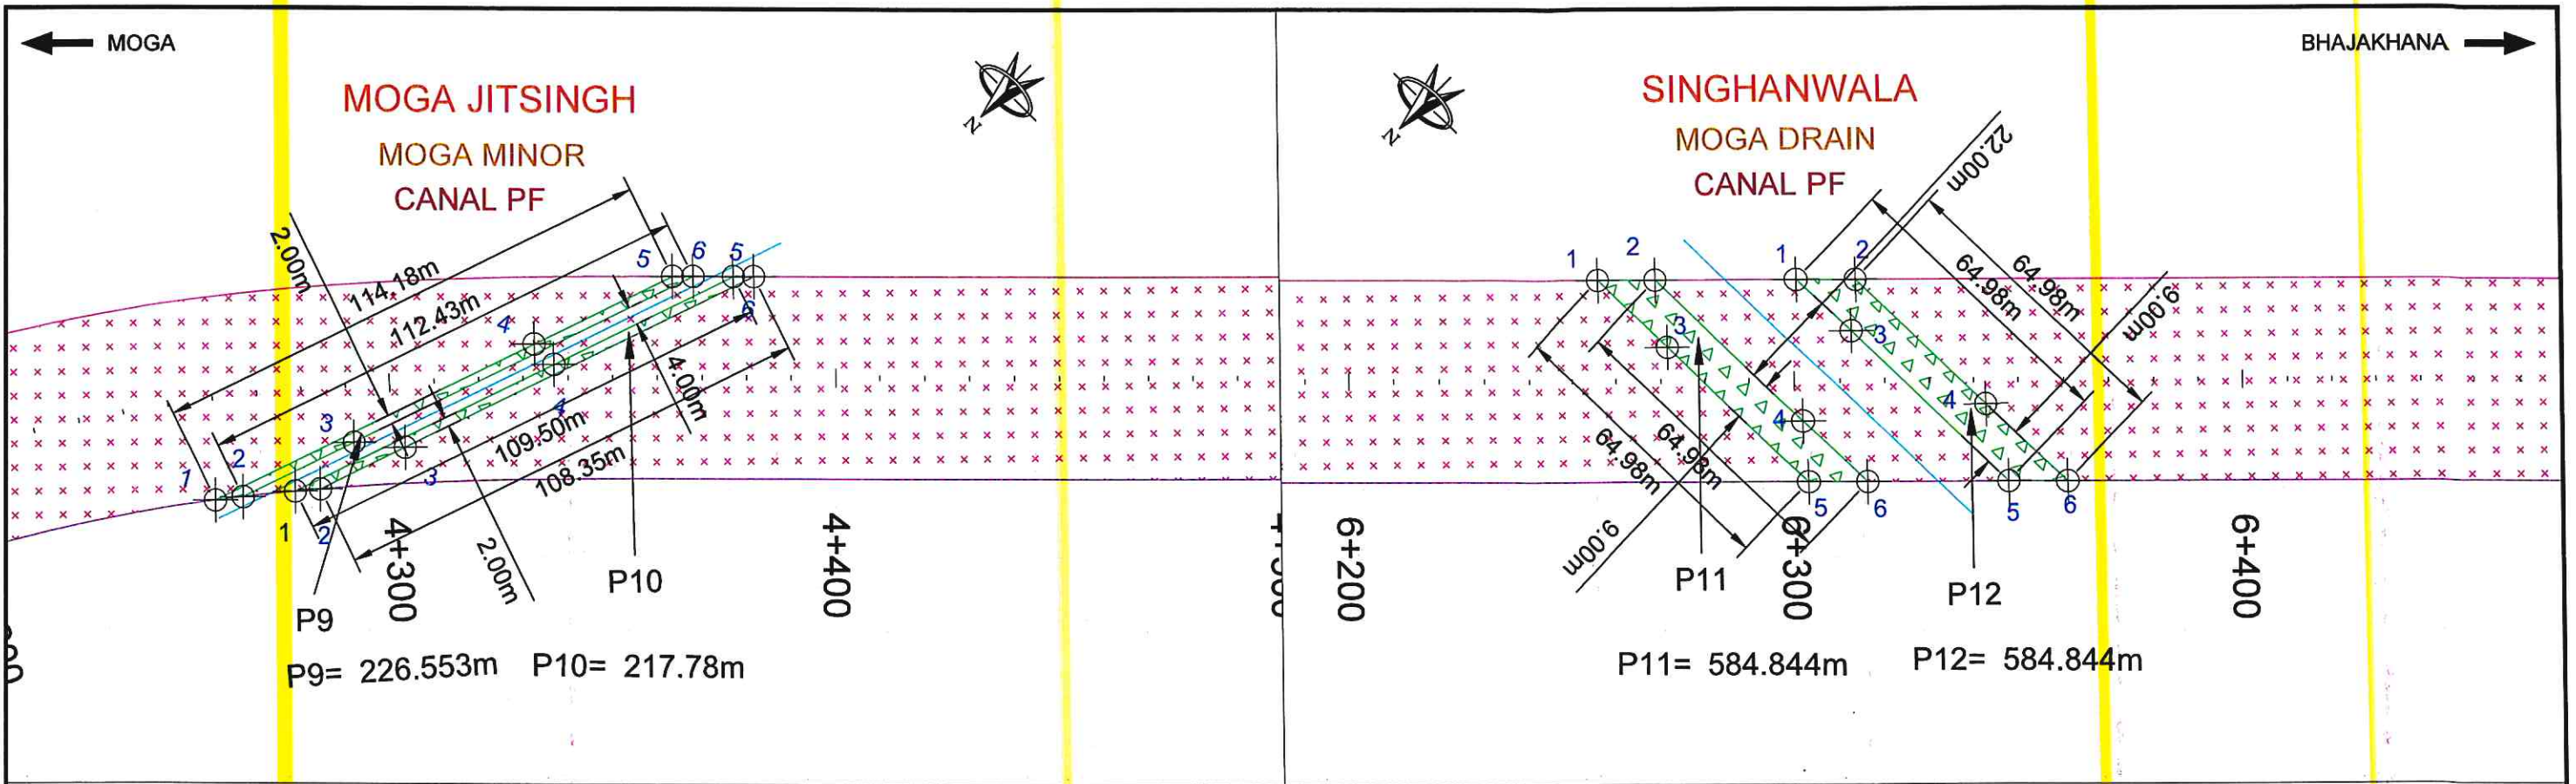 MOGA
BHAJAKHANA
MOGA JITSINGH
MOGA MINOR
CANAL PF
N
2.00m
114.18m
112.43m
5 6 5
4
6
3
4.00m
2
1
4
109.50m
108.35m
3
1 2
4+300
2.00m
P9
P10
4+400
P9= 226.553m P10= 217.78m
SINGHANWALA
MOGA DRAIN
CANAL PF
N
22.00m
1 2 1 2
64.98m
64.98m
9.00m
3
3
4
4
64.98m
64.98m
9.00m
5 6
5 6
6+200
6+300
6+400
P11
P12
P11= 584.844m P12= 584.844m